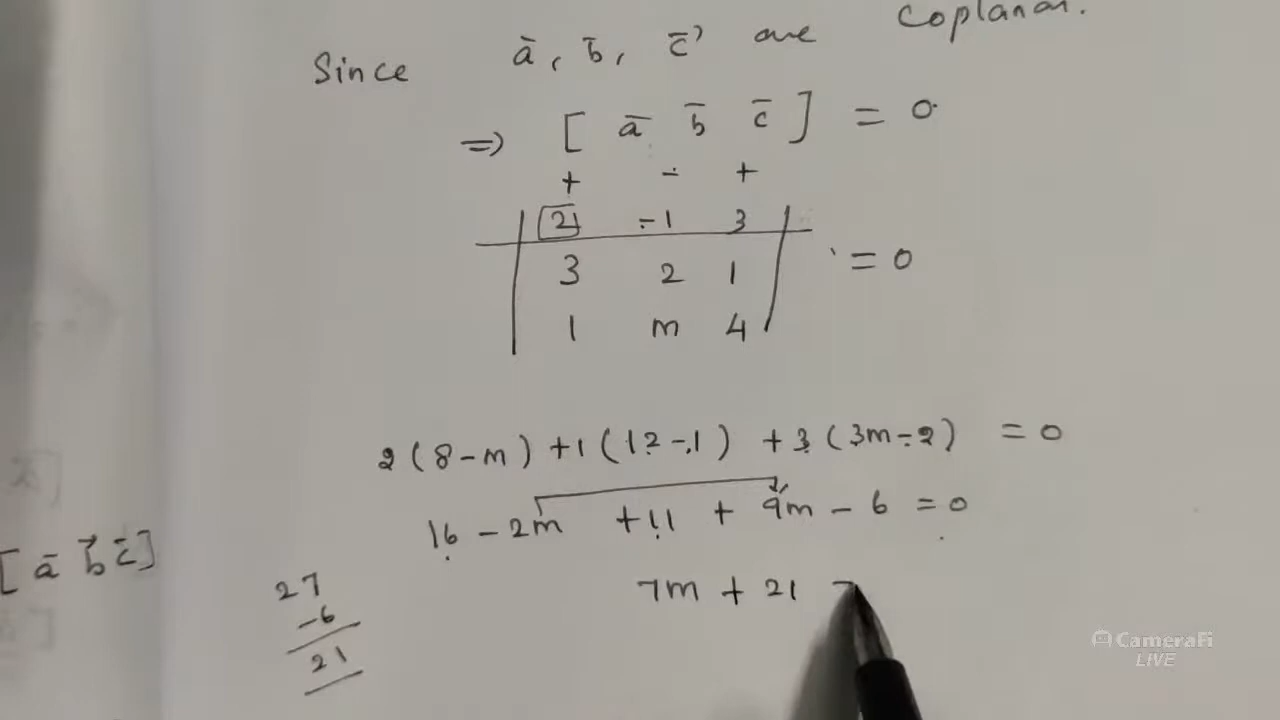 Since a̅, b̅, c̅ are coplanar.
⇒ [ a̅ b̅ c̅ ] = 0
+ - +
| 2 -1 3 |
| 3 2 1 | = 0
| 1 m 4 |
2(8-m) +1(12-1) +3(3m-2) = 0
16 - 2m +11 + 9m - 6 = 0
[a̅ b⃗ c̅]
27
-6
21
7m + 21
CameraFi
LIVE